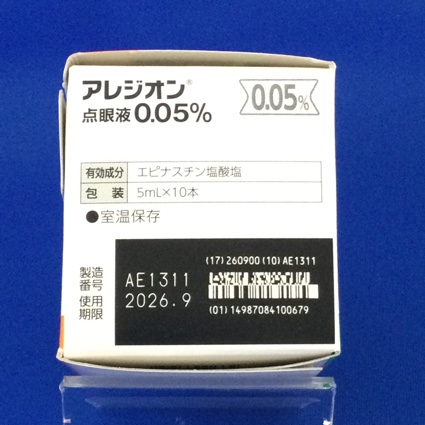 アレジオン®
点眼液0.05%
0.05%
有効成分 エピナスチン塩酸塩
包装 5mL×10本
●室温保存
(17) 260900 (10) AE1311
製造番号 AE1311
使用期限 2026.9
(01) 14987084100679